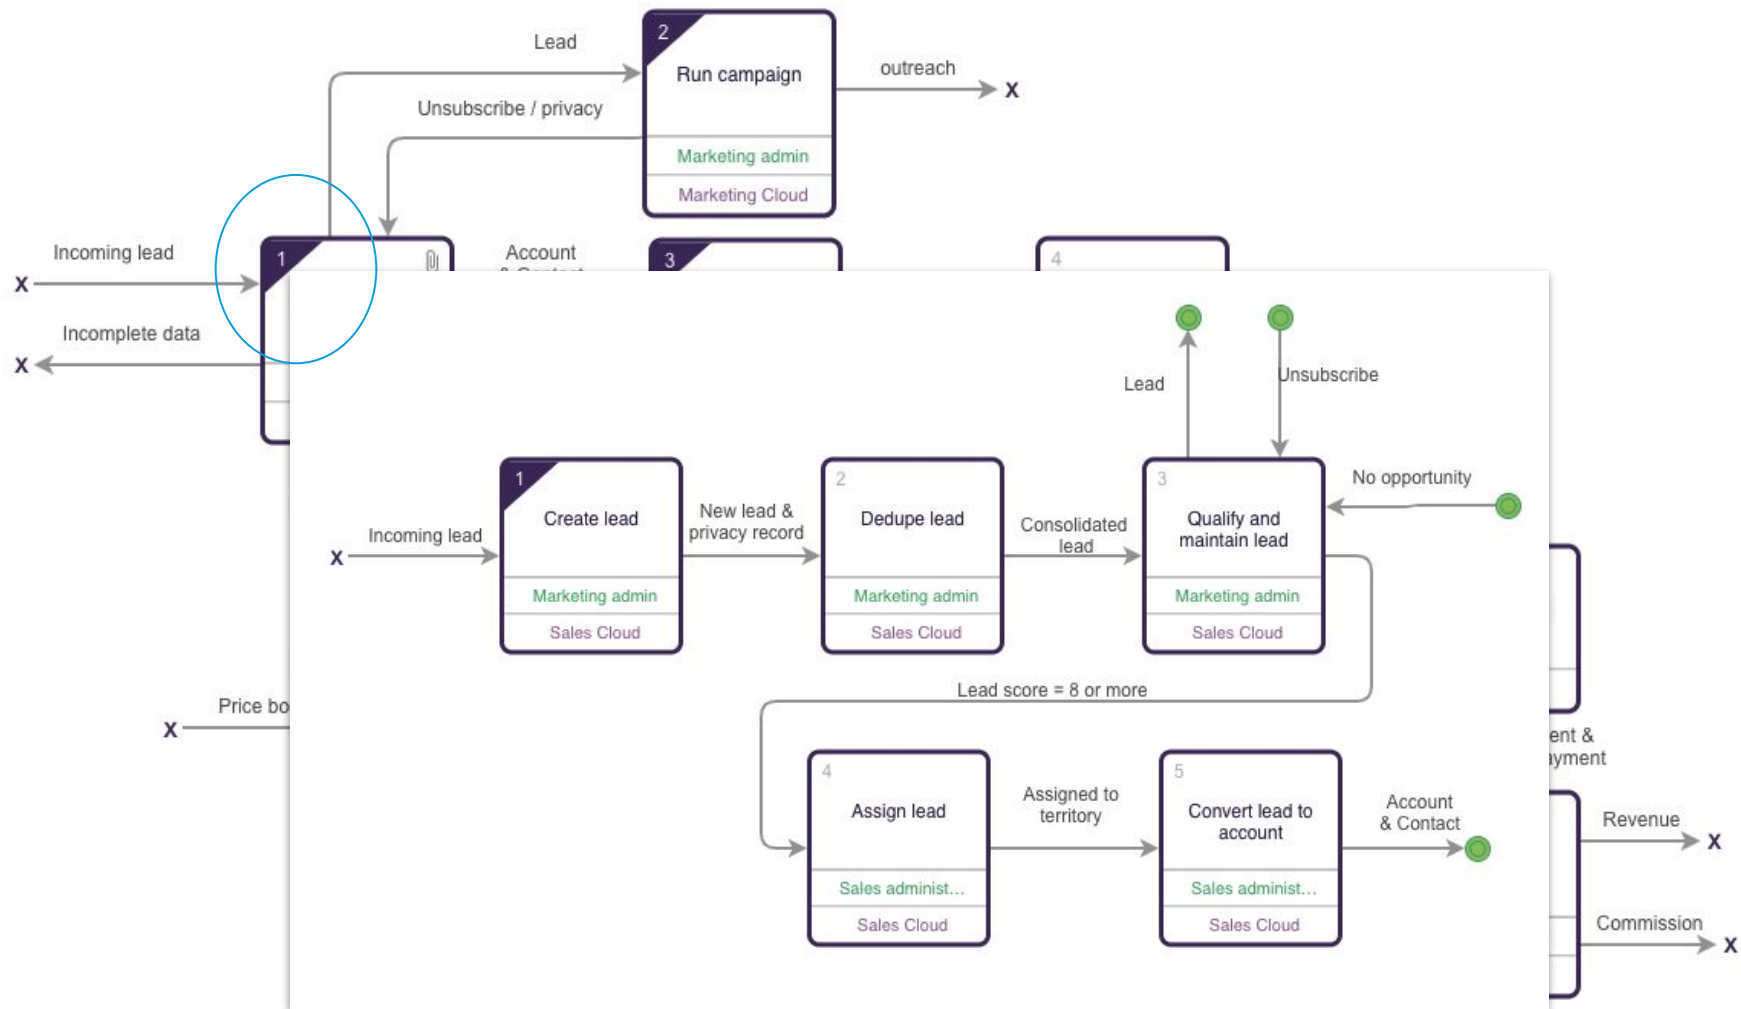 Lead
2
Run campaign
outreach
X
Unsubscribe / privacy
Marketing admin
Marketing Cloud
Incoming lead
X
1
Account
3
4
Incomplete data
X
Lead
Unsubscribe
1
Create lead
Marketing admin
Sales Cloud
Incoming lead
X
New lead &
privacy record
2
Dedupe lead
Marketing admin
Sales Cloud
Consolidated
lead
3
Qualify and
maintain lead
Marketing admin
Sales Cloud
No opportunity
Lead score = 8 or more
Price bo
X
4
Assign lead
Sales administ...
Sales Cloud
Assigned to
territory
5
Convert lead to
account
Sales administ...
Sales Cloud
Account
& Contact
ent &
yment
Revenue
X
Commission
X